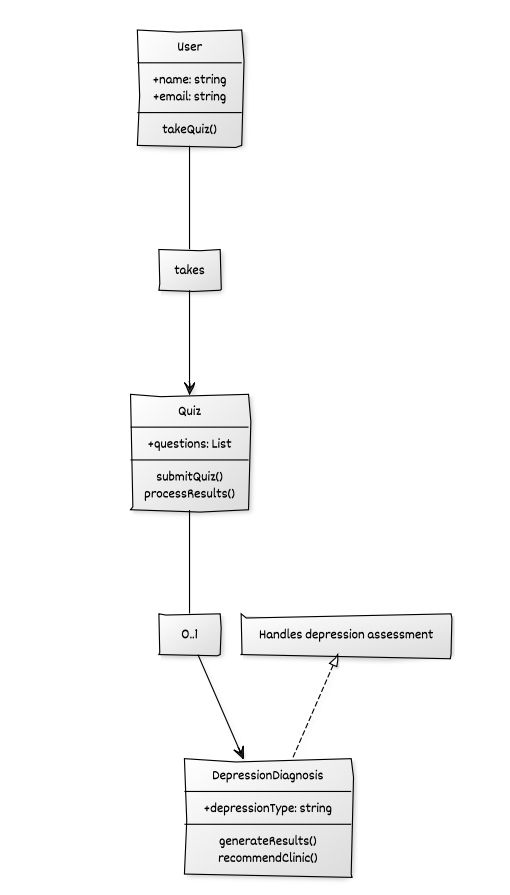 User
+name: string
+email: string
takeQuiz()
takes
Quiz
+questions: List
submitQuiz()
processResults()
0..1
Handles depression assessment
DepressionDiagnosis
+depressionType: string
generateResults()
recommendClinic()